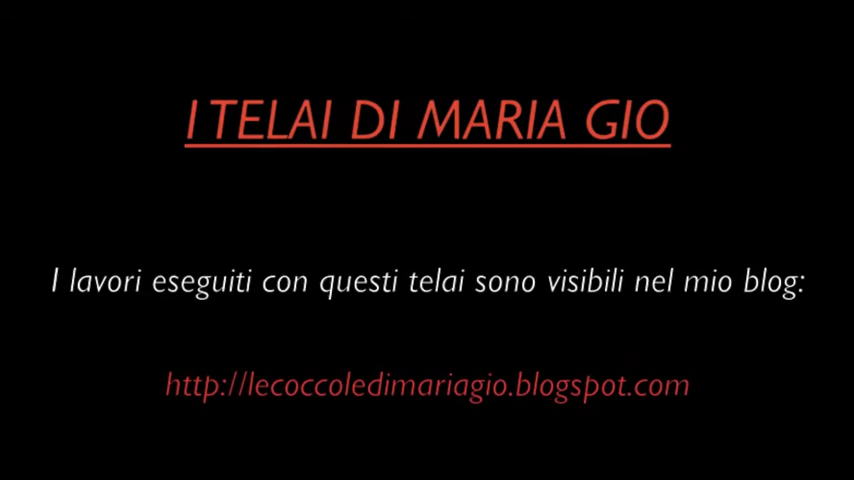 I TELAI DI MARIA GIO
I lavori eseguiti con questi telai sono visibili nel mio blog:
http://lecoccoledimariagio.blogspot.com